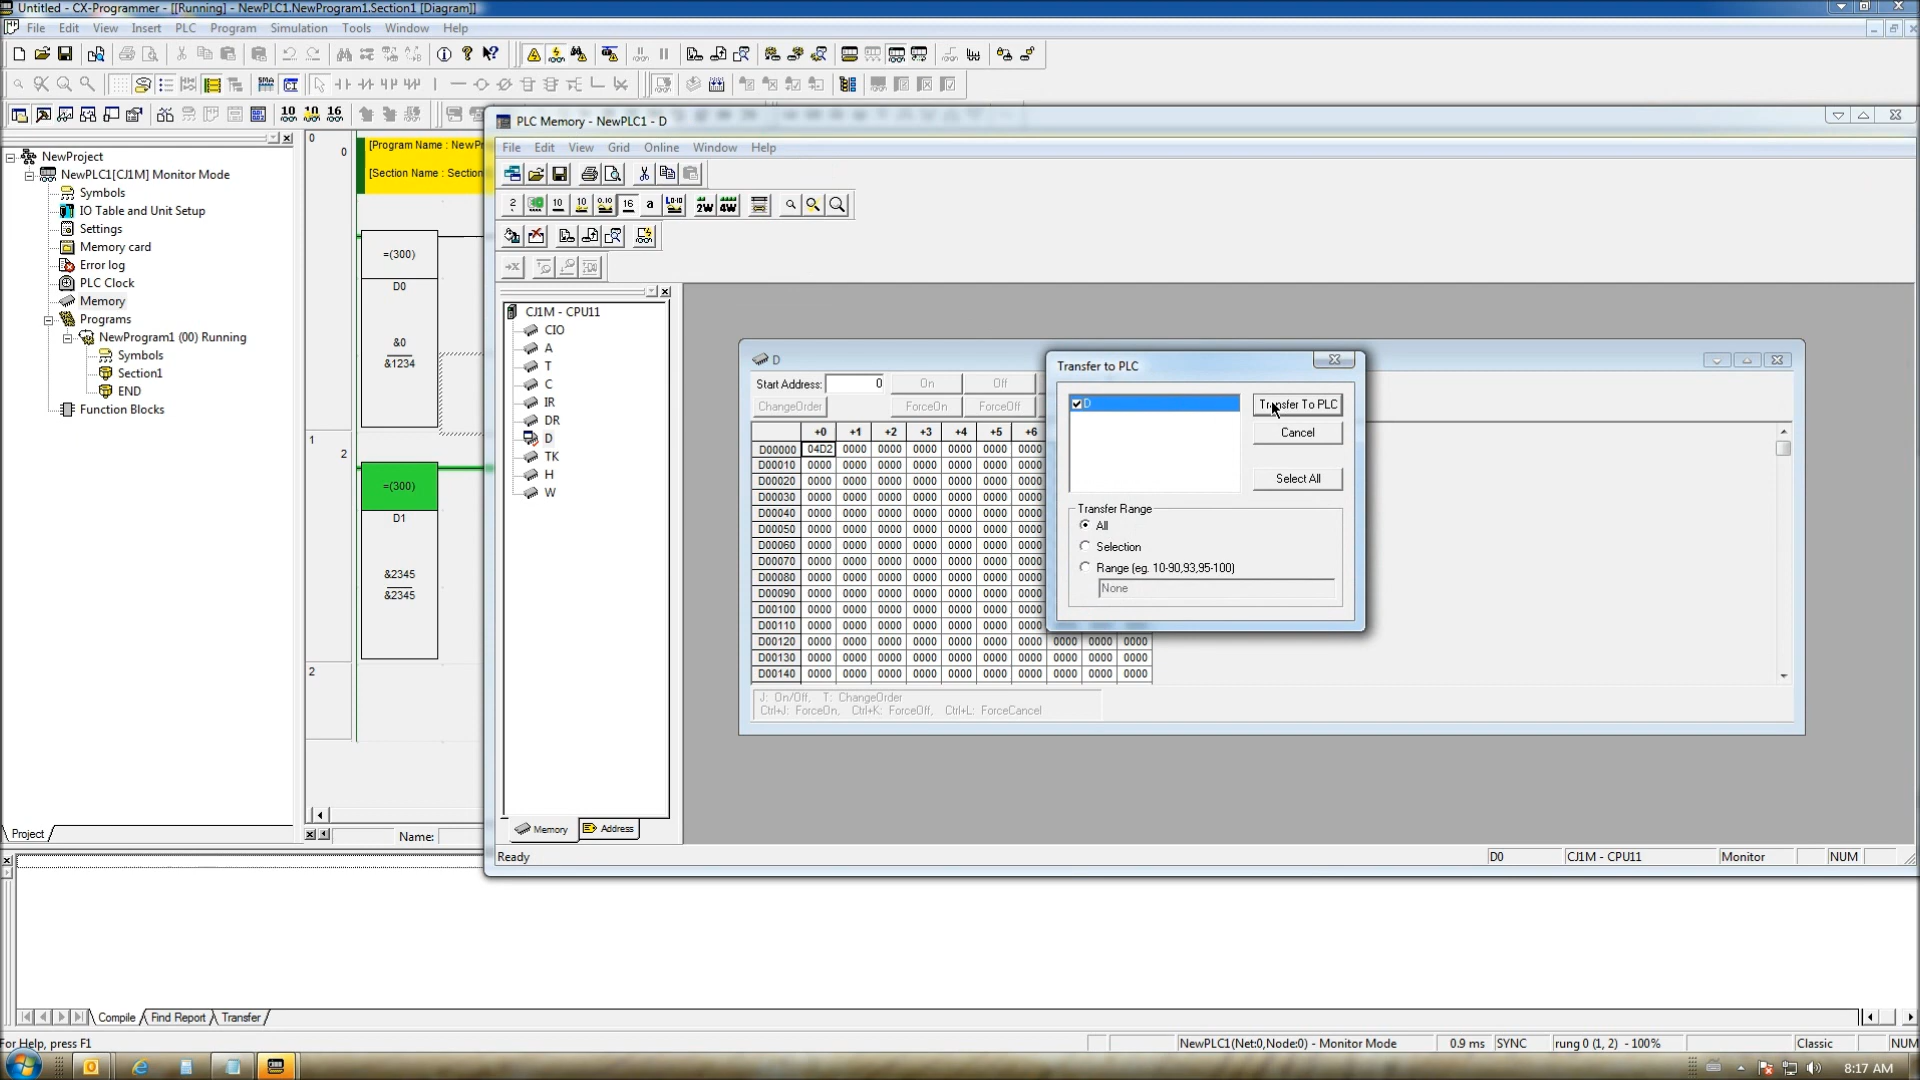 Untitled - CX-Programmer - [[Running] - NewPLC1.NewProgram1.Section1 [Diagram]]
File Edit View Insert PLC Program Simulation Tools Window Help
NewProject
NewPLC1[CJ1M] Monitor Mode
Symbols
IO Table and Unit Setup
Settings
Memory card
Error log
PLC Clock
Memory
Programs
NewProgram1 (00) Running
Symbols
Section1
END
Function Blocks
Project
0
0
[Program Name : NewP
[Section Name : Section
=(300)
D0
&0
&1234
1
2
=(300)
D1
&2345
&2345
2
Name:
PLC Memory - NewPLC1 - D
File Edit View Grid Online Window Help
CJ1M - CPU11
CIO
A
T
C
IR
DR
D
TK
H
W
Memory Address
D
Start Address: 0 On Off
ChangeOrder ForceOn ForceOff
+0 +1 +2 +3 +4 +5 +6
D00000 04D2 0000 0000 0000 0000 0000 0000
D00010 0000 0000 0000 0000 0000 0000 0000
D00020 0000 0000 0000 0000 0000 0000 0000
D00030 0000 0000 0000 0000 0000 0000 0000
D00040 0000 0000 0000 0000 0000 0000 0000
D00050 0000 0000 0000 0000 0000 0000 0000
D00060 0000 0000 0000 0000 0000 0000 0000
D00070 0000 0000 0000 0000 0000 0000 0000
D00080 0000 0000 0000 0000 0000 0000 0000
D00090 0000 0000 0000 0000 0000 0000 0000
D00100 0000 0000 0000 0000 0000 0000 0000
D00110 0000 0000 0000 0000 0000 0000 0000 0000 0000 0000
D00120 0000 0000 0000 0000 0000 0000 0000 0000 0000 0000
D00130 0000 0000 0000 0000 0000 0000 0000 0000 0000 0000
D00140 0000 0000 0000 0000 0000 0000 0000 0000 0000 0000
J: On/Off, T: ChangeOrder
Ctrl+J: ForceOn, Ctrl+K: ForceOff, Ctrl+L: ForceCancel
Transfer to PLC
D
Transfer To PLC
Cancel
Select All
Transfer Range
All
Selection
Range (eg. 10-90,93,95-100)
None
Ready D0 CJ1M - CPU11 Monitor NUM
Compile Find Report Transfer
For Help, press F1 NewPLC1(Net:0,Node:0) - Monitor Mode 0.9 ms SYNC rung 0 (1, 2) - 100% Classic NUM
8:17 AM